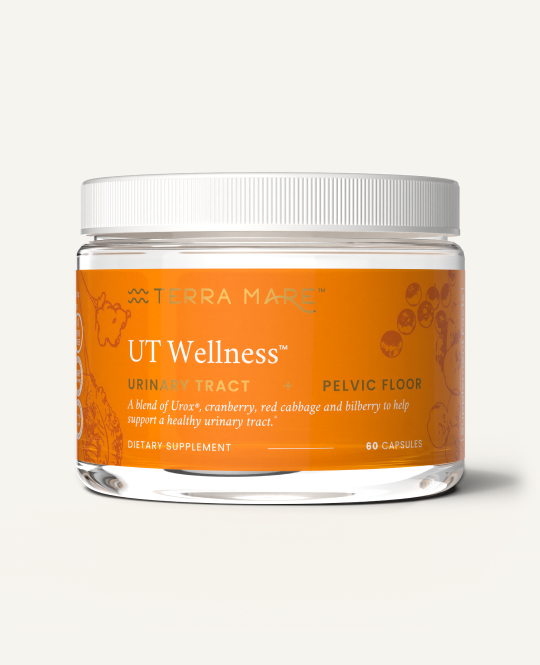 TERRA MARE™
UT Wellness™
URINARY TRACT + PELVIC FLOOR
A blend of Urox®, cranberry, red cabbage and bilberry to help
support a healthy urinary tract.*
DIETARY SUPPLEMENT
60 CAPSULES